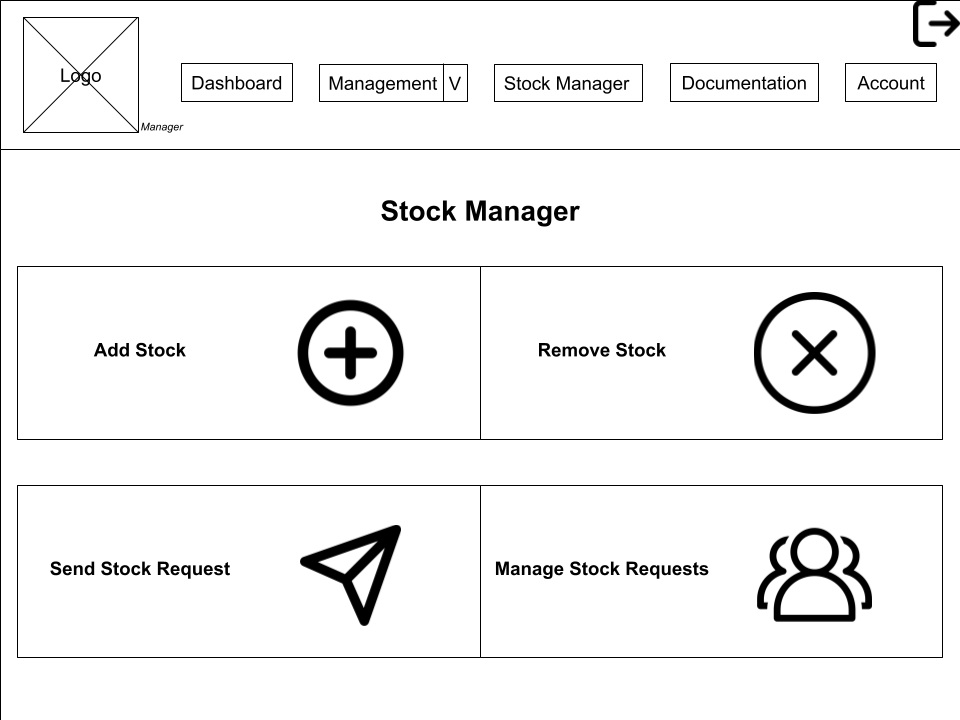 Logo
Dashboard
Management V
Stock Manager
Documentation
Account
Manager
Stock Manager
Add Stock
Remove Stock
Send Stock Request
Manage Stock Requests